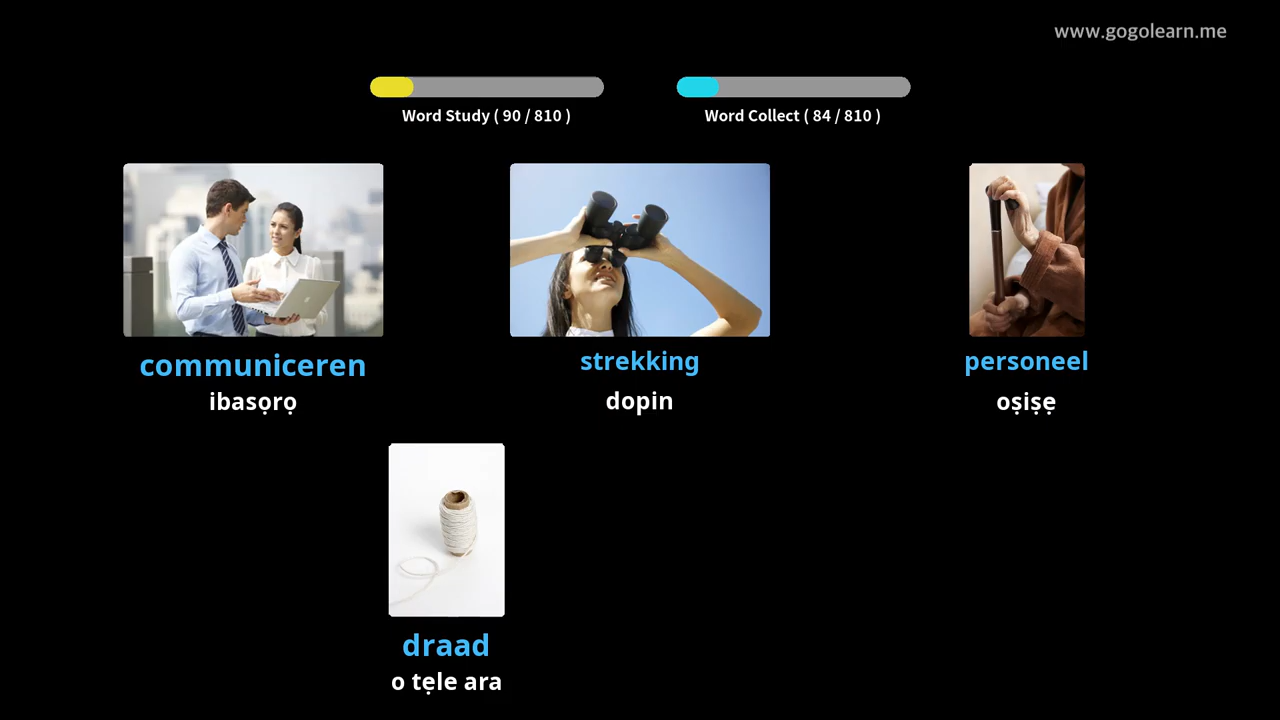 www.gogolearn.me
Word Study ( 90 / 810 )
Word Collect ( 84 / 810 )
communiceren
ibasọrọ
strekking
dopin
personeel
oṣiṣẹ
draad
o tẹle ara